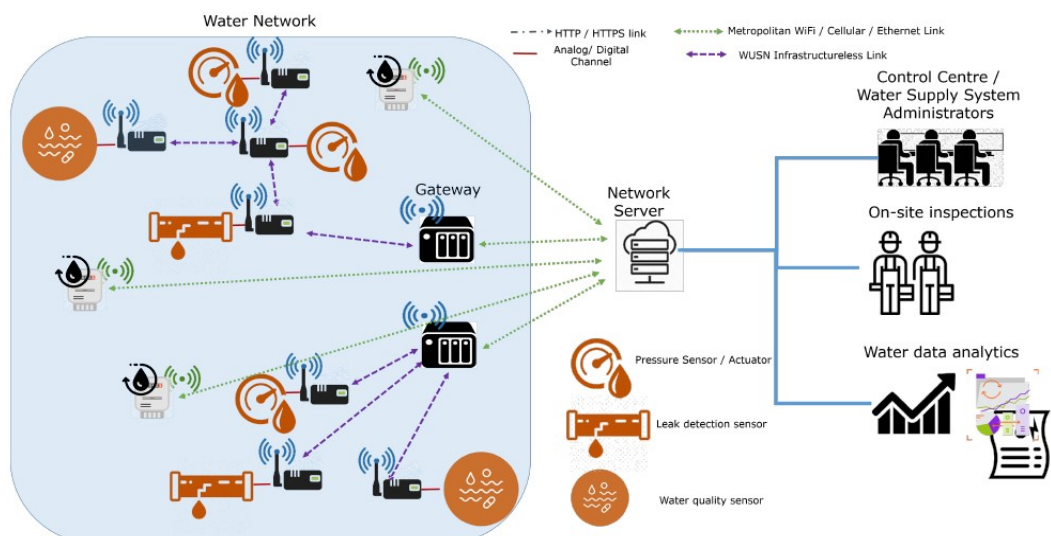 Water Network
HTTP / HTTPS link
Analog/ Digital
Channel
Metropolitan WiFi / Cellular / Ethernet Link
WUSN Infrastructureless Link
Control Centre /
Water Supply System
Administrators
Gateway
Network
Server
On-site inspections
Pressure Sensor / Actuator
Water data analytics
Leak detection sensor
Water quality sensor